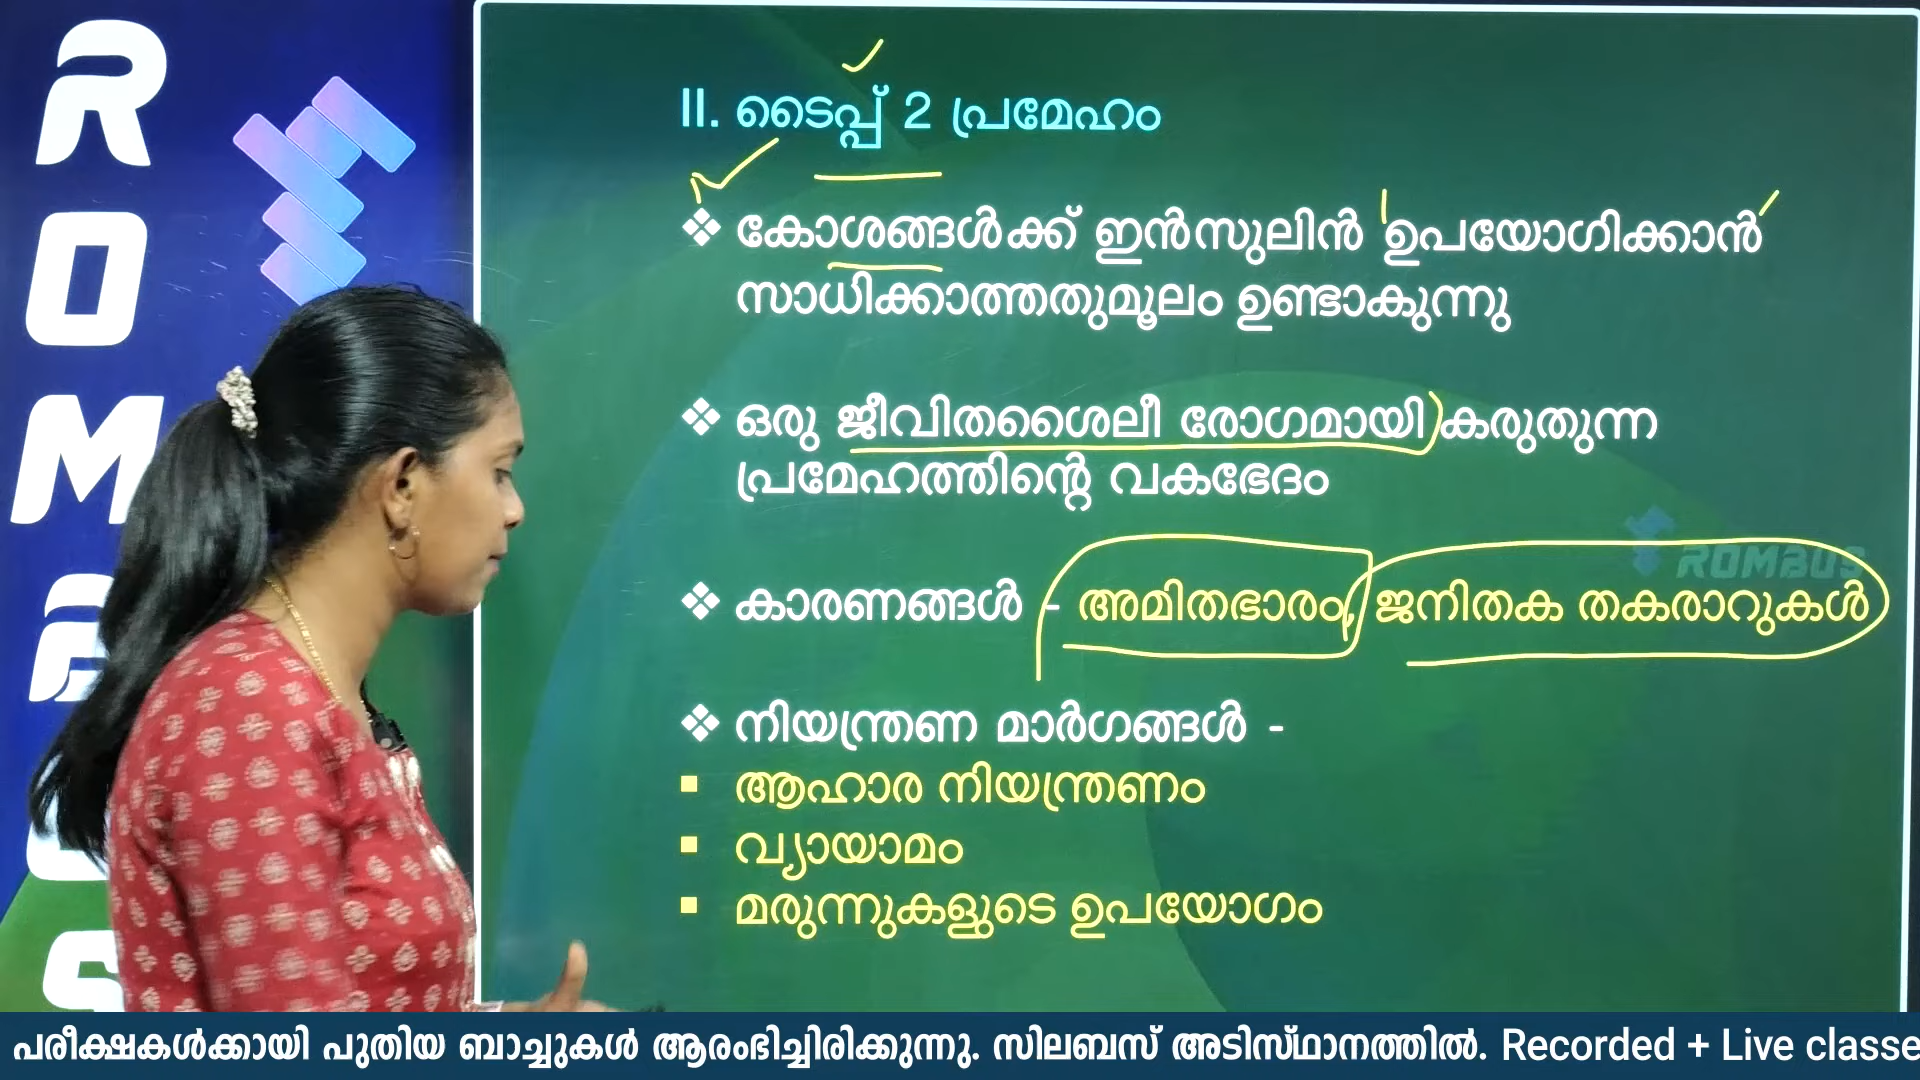 ROMBUS
II. ടൈപ്പ് 2 പ്രമേഹം
❖ കോശങ്ങൾക്ക് ഇൻസുലിൻ ഉപയോഗിക്കാൻ
സാധിക്കാത്തതുമൂലം ഉണ്ടാകുന്നു
❖ ഒരു ജീവിതശൈലീ രോഗമായി കരുതുന്ന
പ്രമേഹത്തിന്റെ വകഭേദം
ROMBUS
❖ കാരണങ്ങൾ - അമിതഭാരം, ജനിതക തകരാറുകൾ
❖ നിയന്ത്രണ മാർഗങ്ങൾ -
▪ ആഹാര നിയന്ത്രണം
▪ വ്യായാമം
▪ മരുന്നുകളുടെ ഉപയോഗം
പരീക്ഷകൾക്കായി പുതിയ ബാച്ചുകൾ ആരംഭിച്ചിരിക്കുന്നു. സിലബസ് അടിസ്ഥാനത്തിൽ. Recorded + Live classe